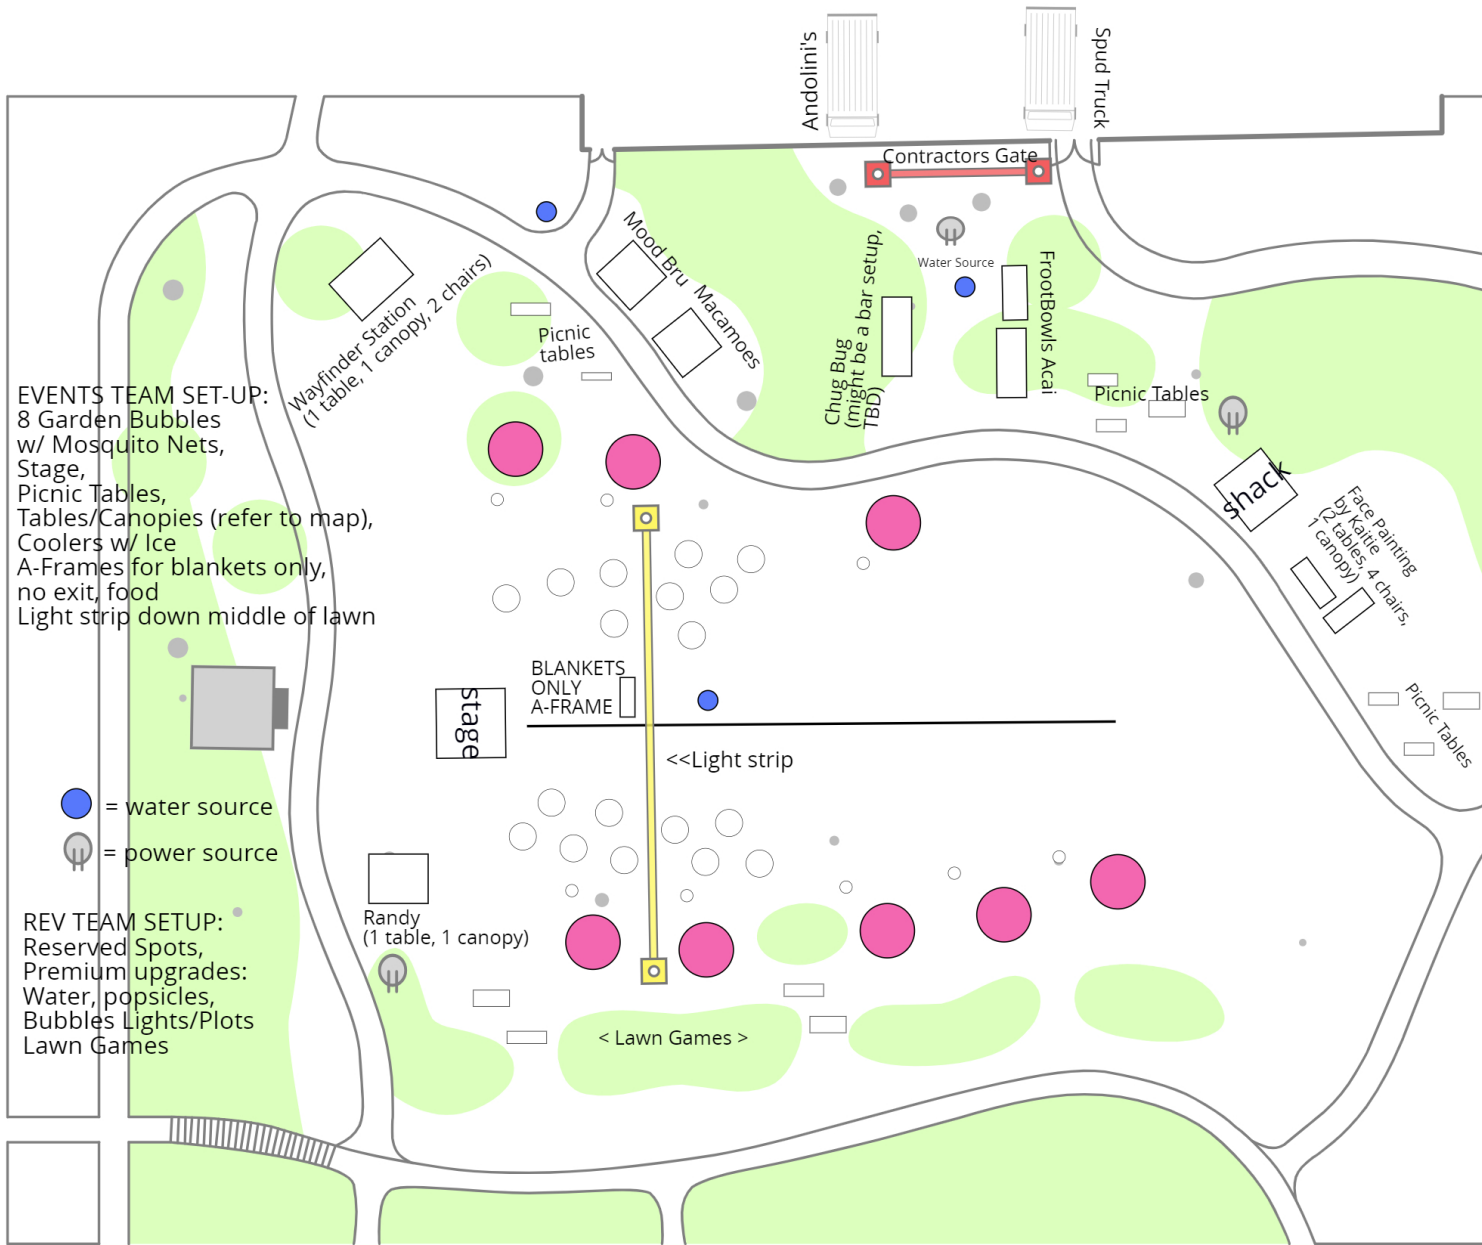 Andolini's
Spud Truck
Contractors Gate
Mood Bru
Macamoes
Water Source
Wayfinder Station
(1 table, 1 canopy, 2 chairs)
Picnic
tables
Chug Bug
(might be a bar setup,
TBD)
FrootBowls Acai
Picnic Tables
shack
Face Painting
by Kaitie
(2 tables, 4 chairs,
1 canopy)
EVENTS TEAM SET-UP:
8 Garden Bubbles
w/ Mosquito Nets,
Stage,
Picnic Tables,
Tables/Canopies (refer to map),
Coolers w/ Ice
A-Frames for blankets only,
no exit, food
Light strip down middle of lawn
BLANKETS
ONLY
A-FRAME
stage
<<Light strip
Picnic Tables
= water source
= power source
Randy
(1 table, 1 canopy)
REV TEAM SETUP:
Reserved Spots,
Premium upgrades:
Water, popsicles,
Bubbles Lights/Plots
Lawn Games
< Lawn Games >